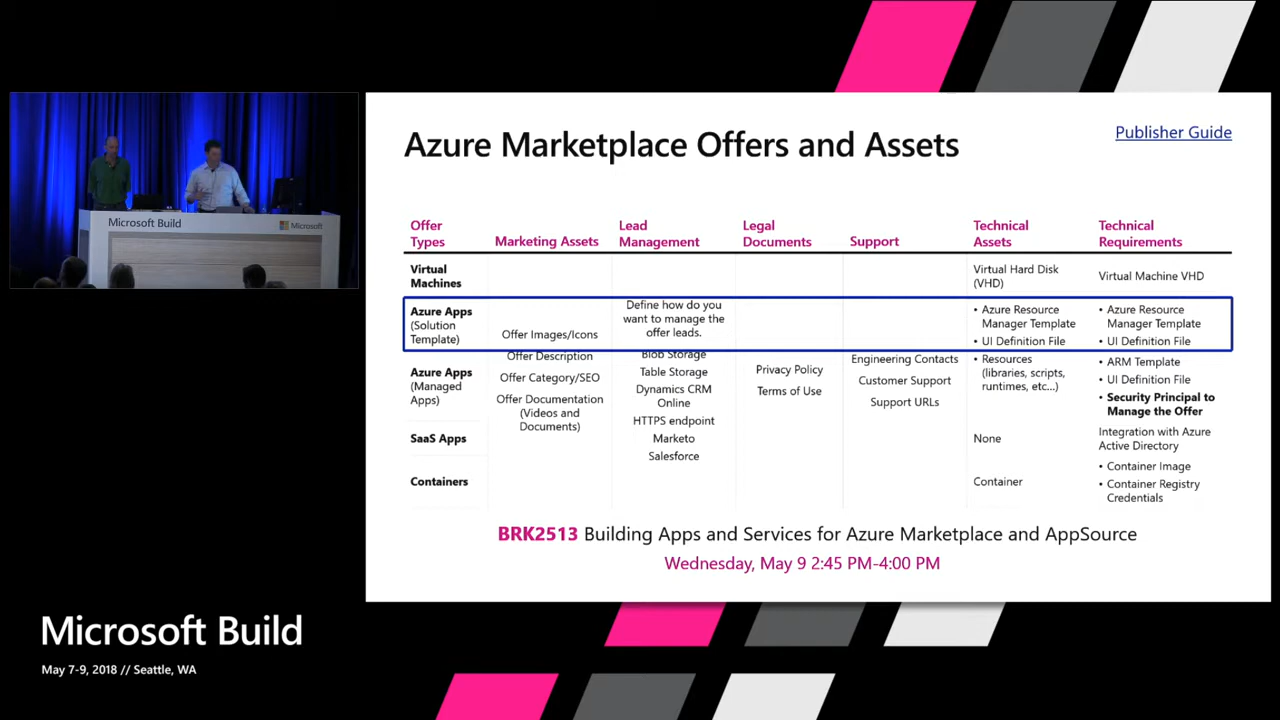 Azure Marketplace Offers and Assets
Publisher Guide
Offer
Types
Marketing Assets
Lead
Management
Legal
Documents
Support
Technical
Assets
Technical
Requirements
Virtual
Machines
Virtual Hard Disk
(VHD)
Virtual Machine VHD
Azure Apps
(Solution
Template)
Azure Apps
(Managed
Apps)
SaaS Apps
Containers
Offer Images/Icons
Offer Description
Offer Category/SEO
Offer Documentation
(Videos and
Documents)
Define how do you
want to manage the
offer leads.
Blob Storage
Table Storage
Dynamics CRM
Online
HTTPS endpoint
Marketo
Salesforce
Privacy Policy
Terms of Use
Engineering Contacts
Customer Support
Support URLs
• Azure Resource
Manager Template
• UI Definition File
• Resources
(libraries, scripts,
runtimes, etc...)
None
Container
• Azure Resource
Manager Template
• UI Definition File
• ARM Template
• UI Definition File
• Security Principal to
Manage the Offer
Integration with Azure
Active Directory
• Container Image
• Container Registry
Credentials
BRK2513 Building Apps and Services for Azure Marketplace and AppSource
Wednesday, May 9 2:45 PM-4:00 PM
Microsoft Build
Microsoft
Microsoft Build
May 7-9, 2018 // Seattle, WA